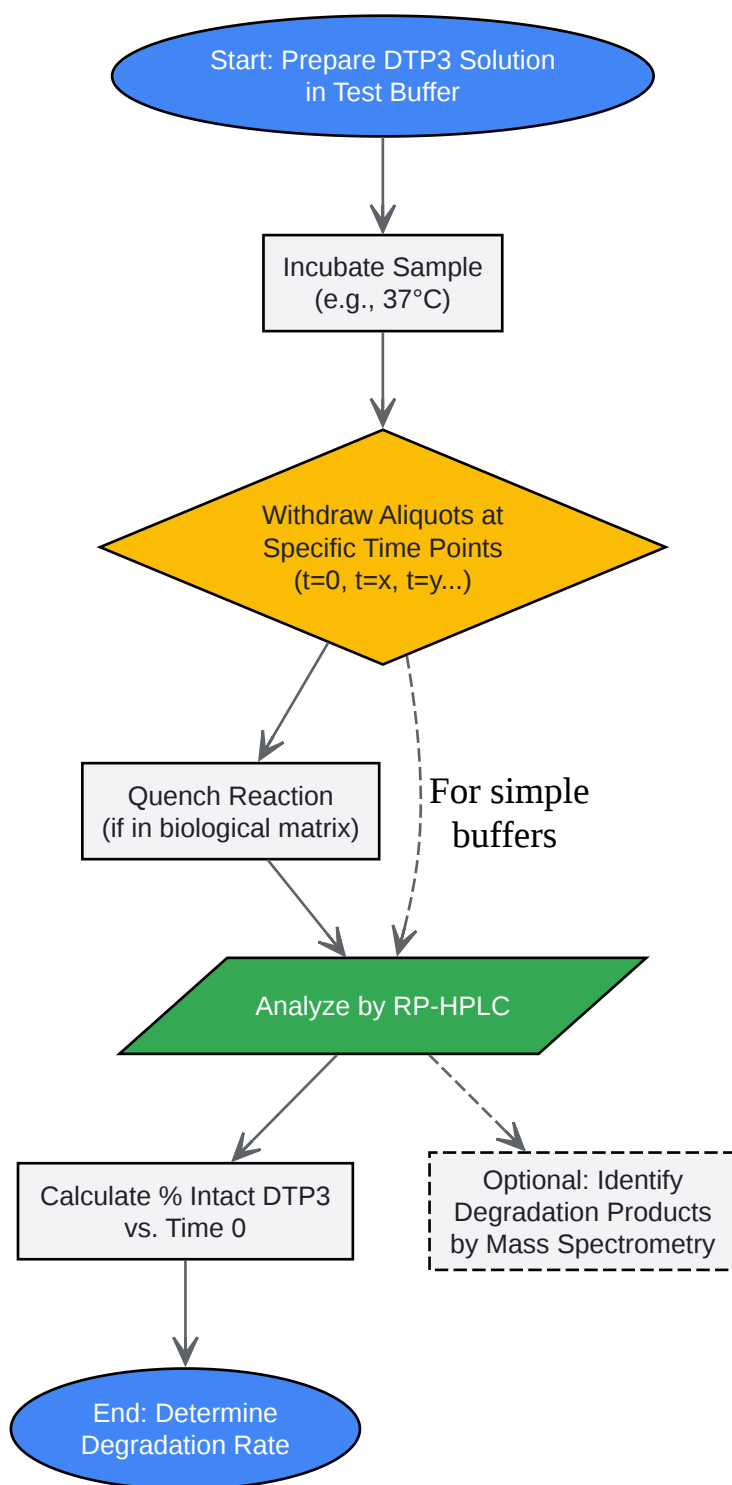 Start: Prepare DTP3 Solution
in Test Buffer
Incubate Sample
(e.g., 37°C)
Withdraw Aliquots at
Specific Time Points
(t=0, t=x, t=y...)
Quench Reaction
(if in biological matrix)
For simple
buffers
Analyze by RP-HPLC
Calculate % Intact DTP3
vs. Time 0
Optional: Identify
Degradation Products
by Mass Spectrometry
End: Determine
Degradation Rate